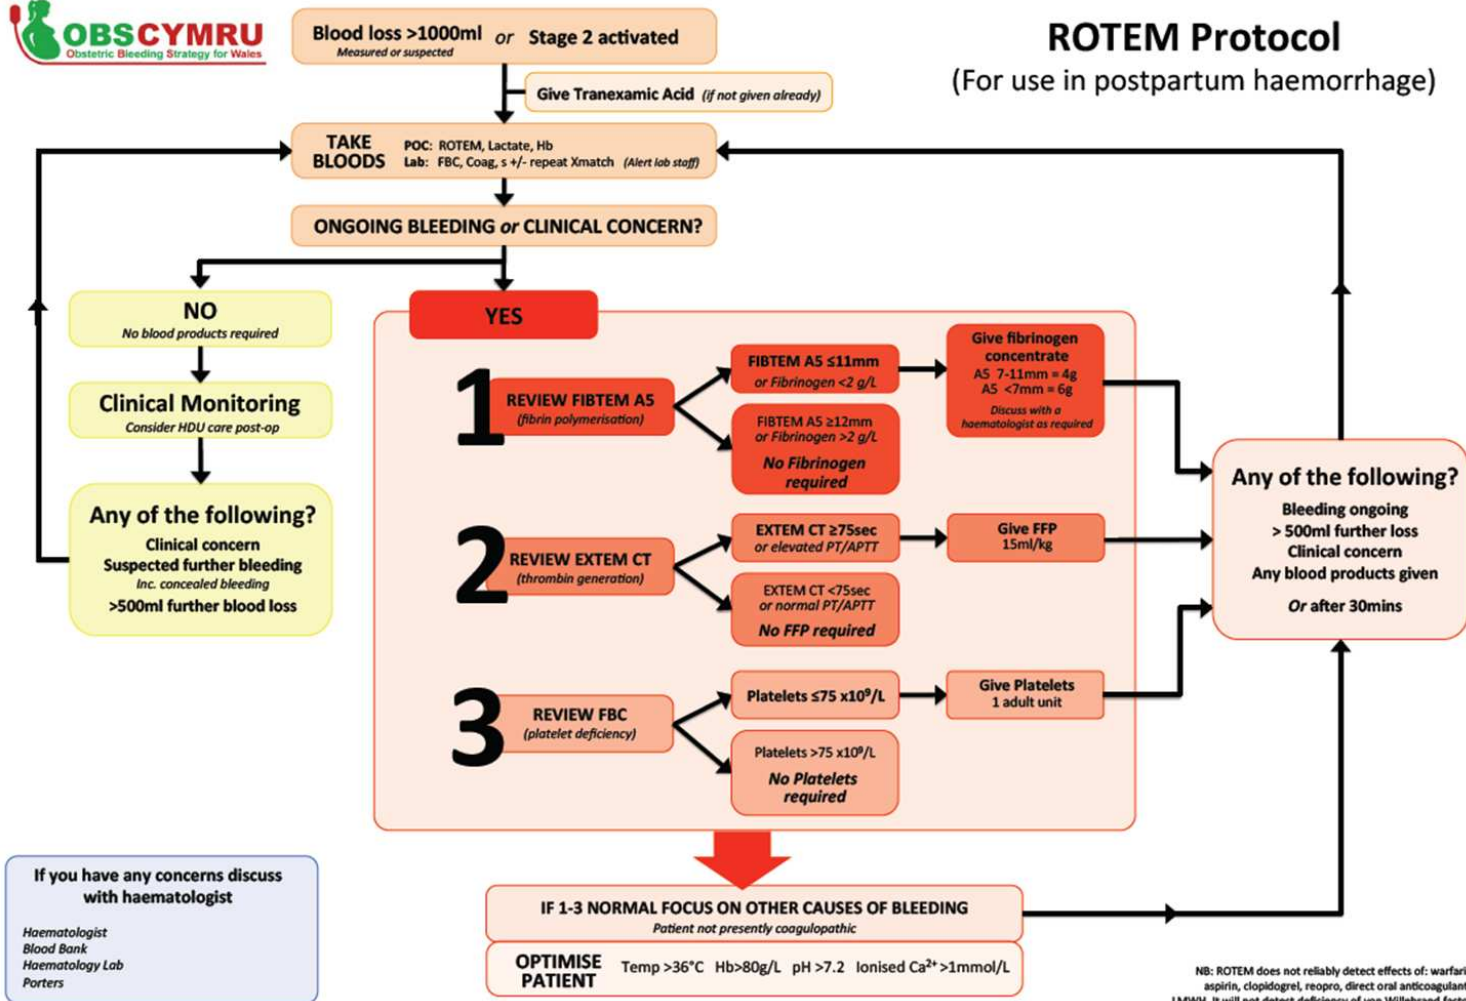 OBSCYMRU
Obstetric Bleeding Strategy for Wales
ROTEM Protocol
(For use in postpartum haemorrhage)
Blood loss >1000ml or Stage 2 activated
Measured or suspected
Give Tranexamic Acid (if not given already)
TAKE BLOODS
POC: ROTEM, Lactate, Hb
Lab: FBC, Coag, s +/- repeat Xmatch (Alert lab staff)
ONGOING BLEEDING or CLINICAL CONCERN?
NO
No blood products required
Clinical Monitoring
Consider HDU care post-op
Any of the following?
Clinical concern
Suspected further bleeding
Inc. concealed bleeding
>500ml further blood loss
YES
1
REVIEW FIBTEM A5
(fibrin polymerisation)
FIBTEM A5 ≤11mm
or Fibrinogen <2 g/L
Give fibrinogen
concentrate
A5 7-11mm = 4g
A5 <7mm = 6g
Discuss with a
haematologist as required
FIBTEM A5 ≥12mm
or Fibrinogen >2 g/L
No Fibrinogen
required
2
REVIEW EXTEM CT
(thrombin generation)
EXTEM CT ≥75sec
or elevated PT/APTT
Give FFP
15ml/kg
EXTEM CT <75sec
or normal PT/APTT
No FFP required
3
REVIEW FBC
(platelet deficiency)
Platelets ≤75 x10⁹/L
Give Platelets
1 adult unit
Platelets >75 x10⁹/L
No Platelets
required
Any of the following?
Bleeding ongoing
> 500ml further loss
Clinical concern
Any blood products given
Or after 30mins
IF 1-3 NORMAL FOCUS ON OTHER CAUSES OF BLEEDING
Patient not presently coagulopathic
OPTIMISE
PATIENT
Temp >36°C Hb>80g/L pH >7.2 Ionised Ca²⁺ >1mmol/L
If you have any concerns discuss
with haematologist
Haematologist
Blood Bank
Haematology Lab
Porters
NB: ROTEM does not reliably detect effects of: warfari
aspirin, clopidogrel, reopro, direct oral anticoagulant